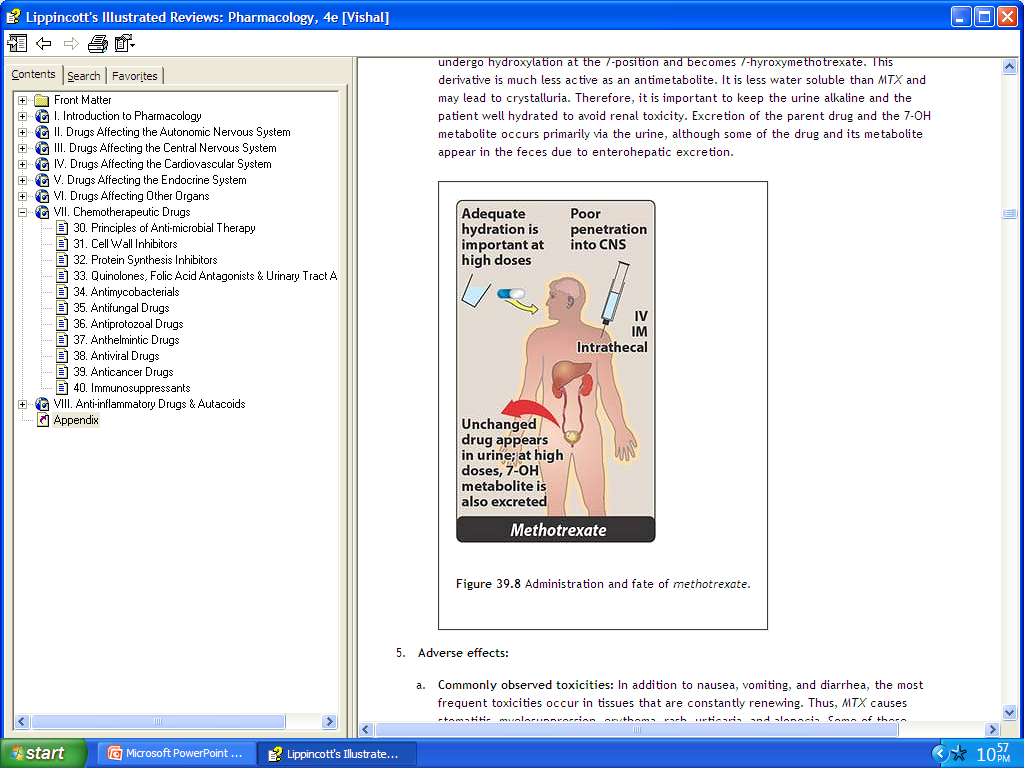 Lippincott's Illustrated Reviews: Pharmacology, 4e [Vishal]
Contents Search Favorites
Front Matter
I. Introduction to Pharmacology
II. Drugs Affecting the Autonomic Nervous System
III. Drugs Affecting the Central Nervous System
IV. Drugs Affecting the Cardiovascular System
V. Drugs Affecting the Endocrine System
VI. Drugs Affecting Other Organs
VII. Chemotherapeutic Drugs
30. Principles of Anti-microbial Therapy
31. Cell Wall Inhibitors
32. Protein Synthesis Inhibitors
33. Quinolones, Folic Acid Antagonists & Urinary Tract A
34. Antimycobacterials
35. Antifungal Drugs
36. Antiprotozoal Drugs
37. Anthelmintic Drugs
38. Antiviral Drugs
39. Anticancer Drugs
40. Immunosuppressants
VIII. Anti-inflammatory Drugs & Autacoids
Appendix
undergo hydroxylation at the 7-position and becomes 7-hyroxymethotrexate. This
derivative is much less active as an antimetabolite. It is less water soluble than MTX and
may lead to crystalluria. Therefore, it is important to keep the urine alkaline and the
patient well hydrated to avoid renal toxicity. Excretion of the parent drug and the 7-OH
metabolite occurs primarily via the urine, although some of the drug and its metabolite
appear in the feces due to enterohepatic excretion.
Adequate
hydration is
important at
high doses
Poor
penetration
into CNS
IV
IM
Intrathecal
Unchanged
drug appears
in urine; at high
doses, 7-OH
metabolite is
also excreted
Methotrexate
Figure 39.8 Administration and fate of methotrexate.
5. Adverse effects:
a. Commonly observed toxicities: In addition to nausea, vomiting, and diarrhea, the most
frequent toxicities occur in tissues that are constantly renewing. Thus, MTX causes
stomatitis, myelosuppression, erythema, rash, urticaria, and alopecia. Some of these
start
Microsoft PowerPoint ...
Lippincott's Illustrate...
10:57 PM